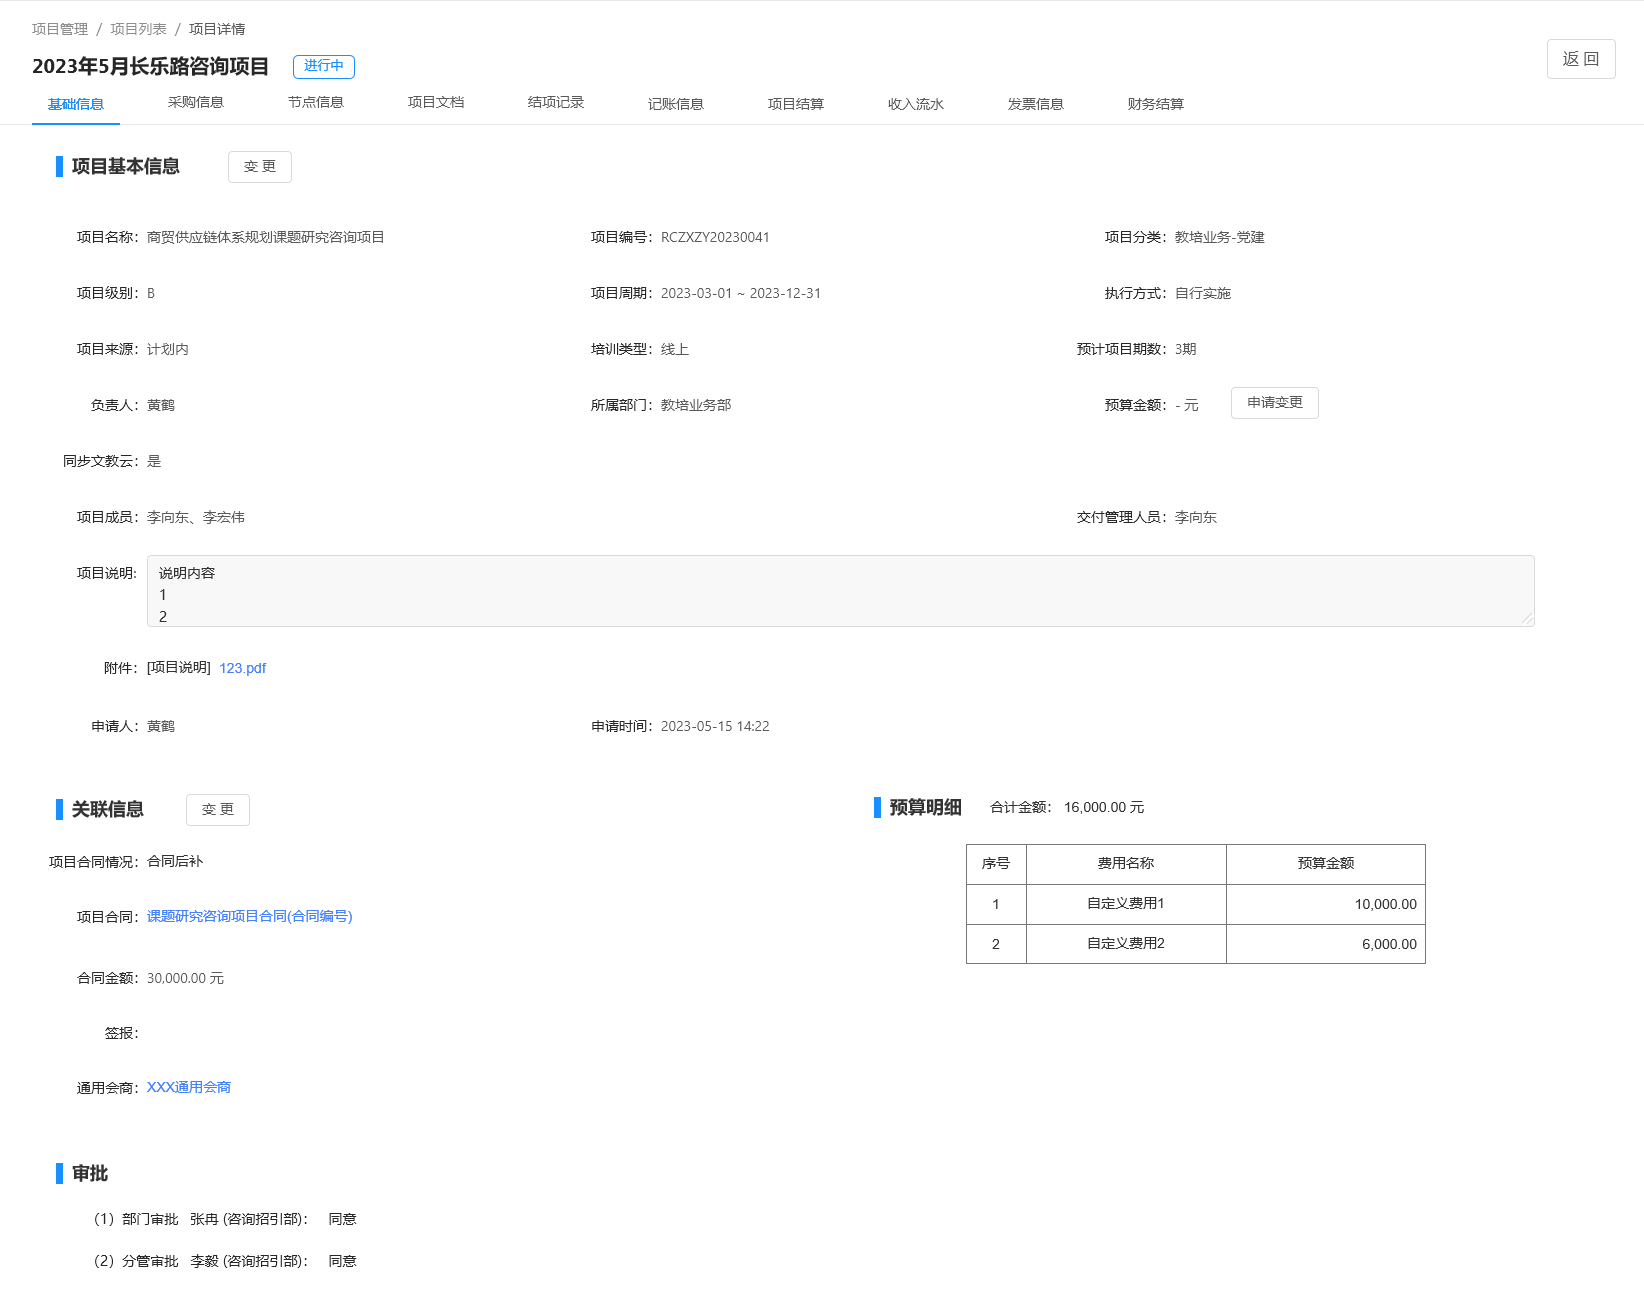 项目管理 / 项目列表 / 项目详情
2023年5月长乐路咨询项目 进行中 返 回
基础信息 采购信息 节点信息 项目文档 结项记录 记账信息 项目结算 收入流水 发票信息 财务结算
项目基本信息 变 更
项目名称：商贸供应链体系规划课题研究咨询项目 项目编号：RCZXZY20230041 项目分类：教培业务-党建
项目级别：B 项目周期：2023-03-01 ~ 2023-12-31 执行方式：自行实施
项目来源：计划内 培训类型：线上 预计项目期数：3期
负责人：黄鹤 所属部门：教培业务部 预算金额：- 元 申请变更
同步文教云：是
项目成员：李向东、李宏伟 交付管理人员：李向东
项目说明: 说明内容
1
2
附件：[项目说明] 123.pdf
申请人：黄鹤 申请时间：2023-05-15 14:22
关联信息 变 更
项目合同情况：合同后补
项目合同：课题研究咨询项目合同(合同编号)
合同金额：30,000.00 元
签报：
通用会商：XXX通用会商
预算明细 合计金额： 16,000.00 元
序号 费用名称 预算金额
1 自定义费用1 10,000.00
2 自定义费用2 6,000.00
审批
（1）部门审批 张冉 (咨询招引部)： 同意
（2）分管审批 李毅 (咨询招引部)： 同意